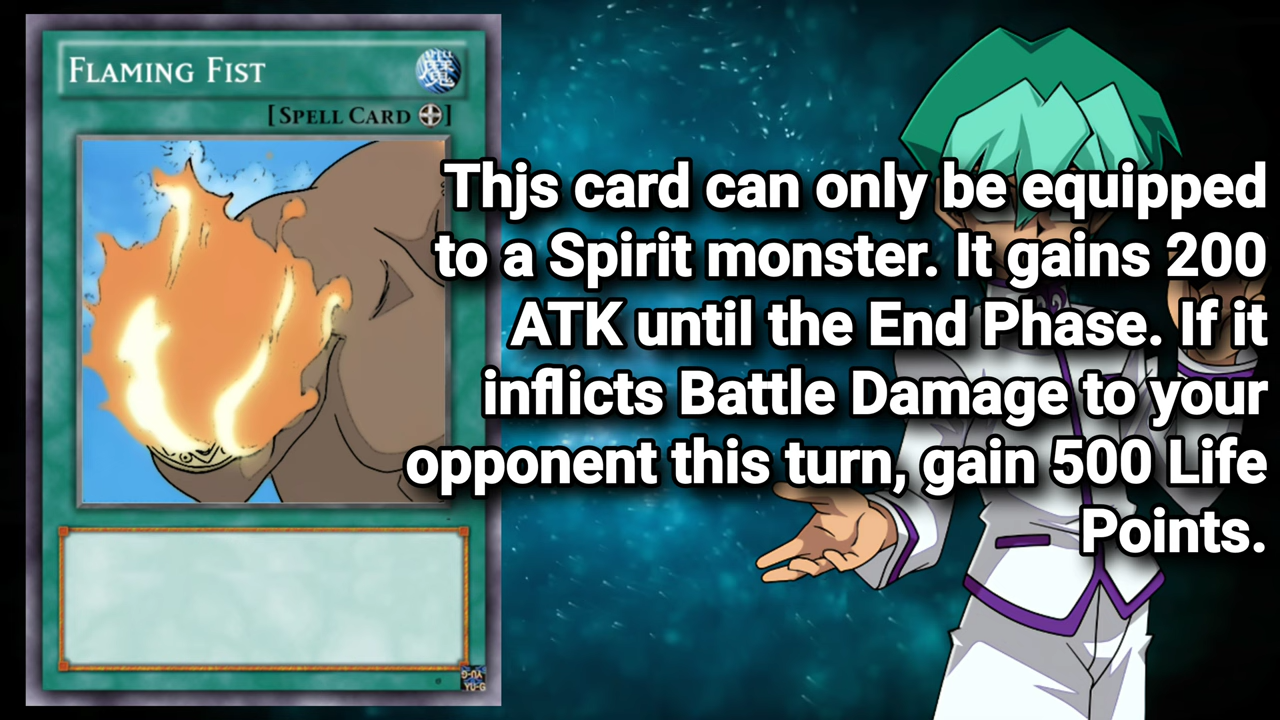 FLAMING FIST
魔
[SPELL CARD]
Thjs card can only be equipped
to a Spirit monster. It gains 200
ATK until the End Phase. If it
inflicts Battle Damage to your
opponent this turn, gain 500 Life
Points.